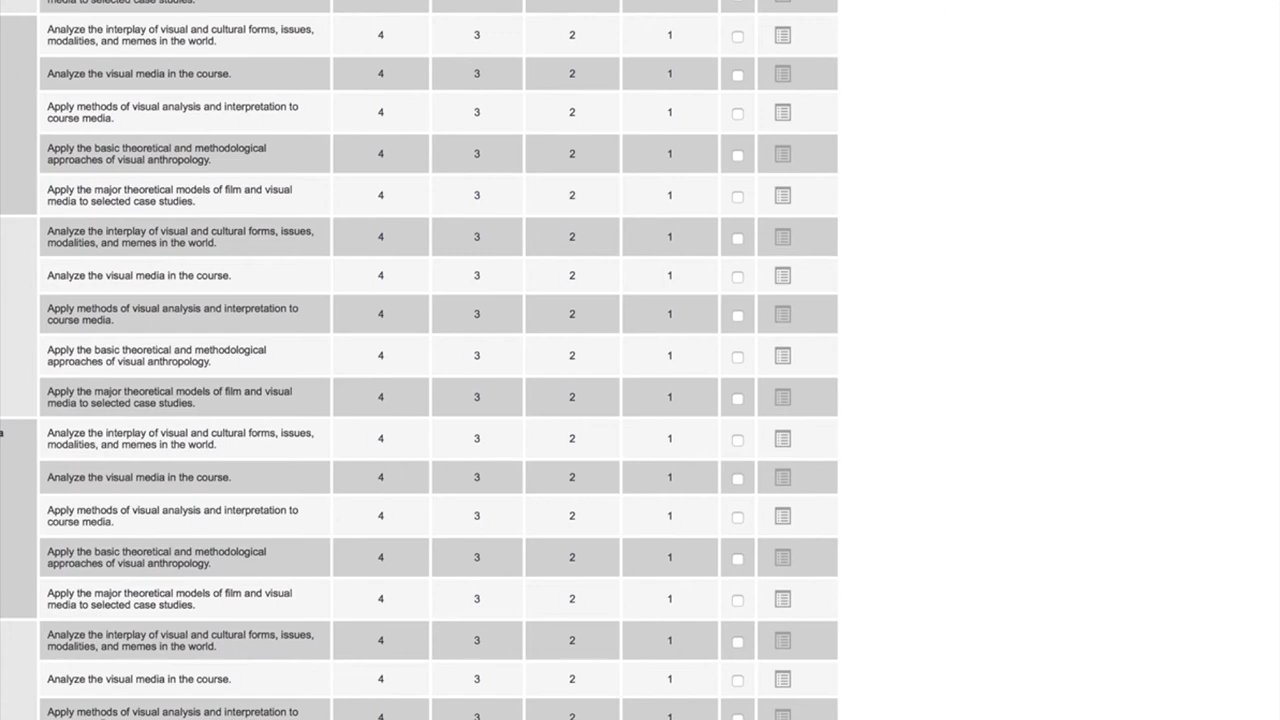 media to selected case studies.
Analyze the interplay of visual and cultural forms, issues,
modalities, and memes in the world.
4 3 2 1
Analyze the visual media in the course.
4 3 2 1
Apply methods of visual analysis and interpretation to
course media.
4 3 2 1
Apply the basic theoretical and methodological
approaches of visual anthropology.
4 3 2 1
Apply the major theoretical models of film and visual
media to selected case studies.
4 3 2 1
Analyze the interplay of visual and cultural forms, issues,
modalities, and memes in the world.
4 3 2 1
Analyze the visual media in the course.
4 3 2 1
Apply methods of visual analysis and interpretation to
course media.
4 3 2 1
Apply the basic theoretical and methodological
approaches of visual anthropology.
4 3 2 1
Apply the major theoretical models of film and visual
media to selected case studies.
4 3 2 1
a
Analyze the interplay of visual and cultural forms, issues,
modalities, and memes in the world.
4 3 2 1
Analyze the visual media in the course.
4 3 2 1
Apply methods of visual analysis and interpretation to
course media.
4 3 2 1
Apply the basic theoretical and methodological
approaches of visual anthropology.
4 3 2 1
Apply the major theoretical models of film and visual
media to selected case studies.
4 3 2 1
Analyze the interplay of visual and cultural forms, issues,
modalities, and memes in the world.
4 3 2 1
Analyze the visual media in the course.
4 3 2 1
Apply methods of visual analysis and interpretation to
4 3 2 1